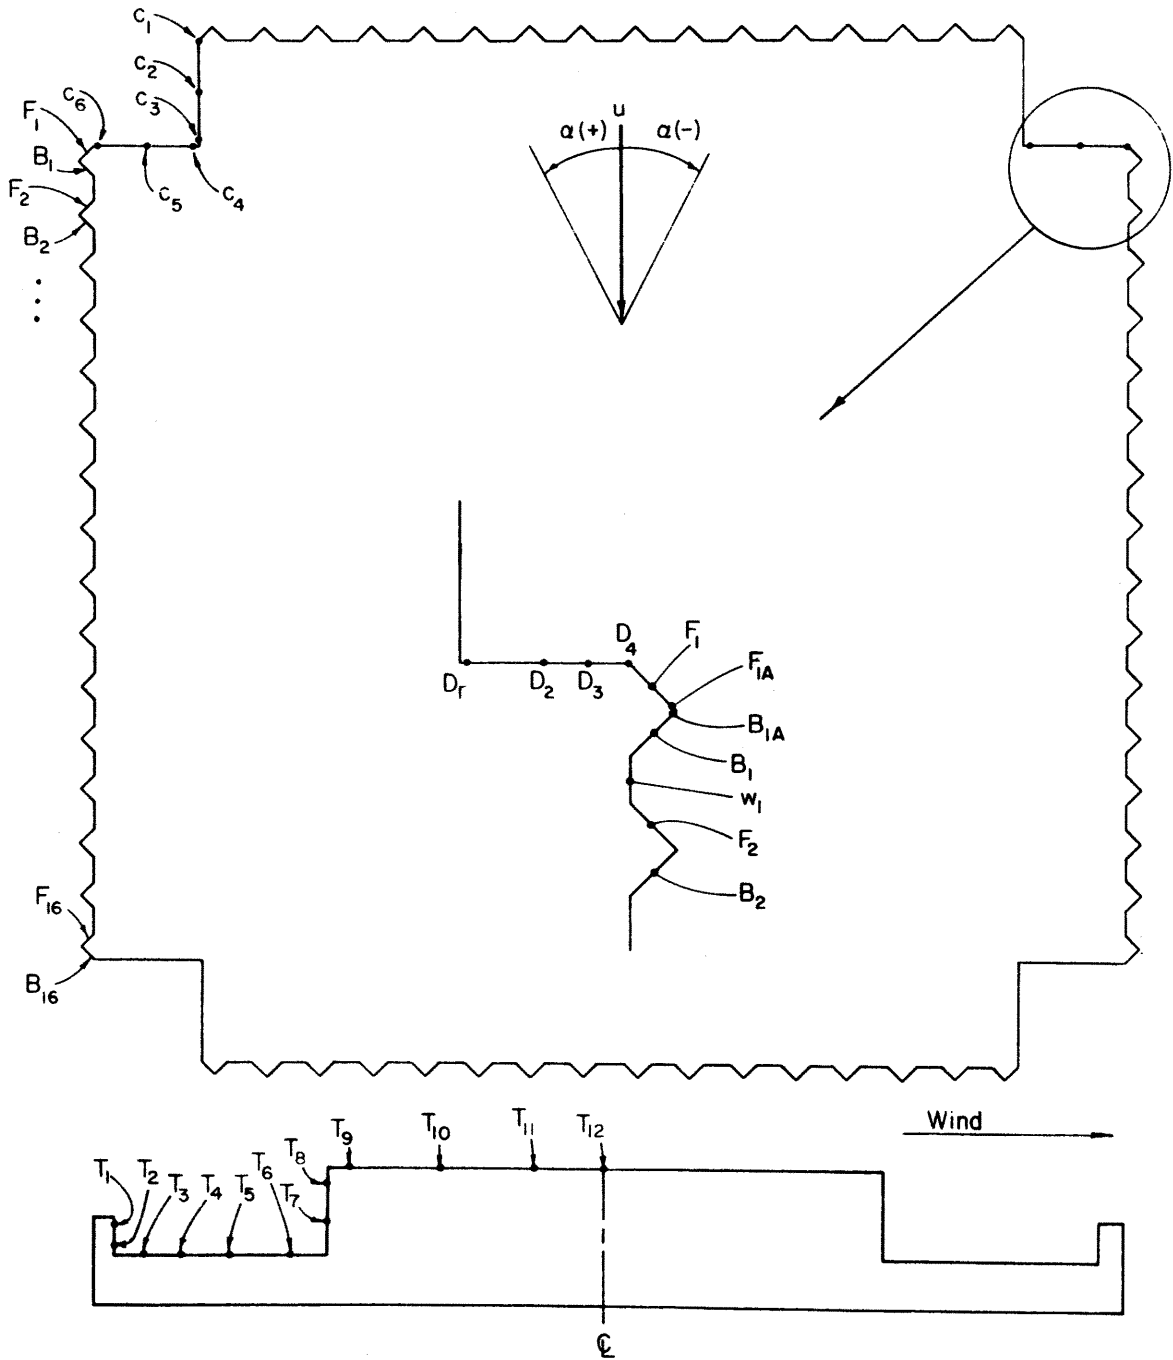 C₁
C₂
C₃
C₆
F₁
B₁
F₂
B₂
C₅
C₄
u
α(+)
α(-)
D₄
F₁
F₁A
Dᵣ
D₂
D₃
B₁A
B₁
w₁
F₂
B₂
F₁₆
B₁₆
Wind
T₁
T₂
T₃
T₄
T₅
T₆
T₇
T₈
T₉
T₁₀
T₁₁
T₁₂
℄